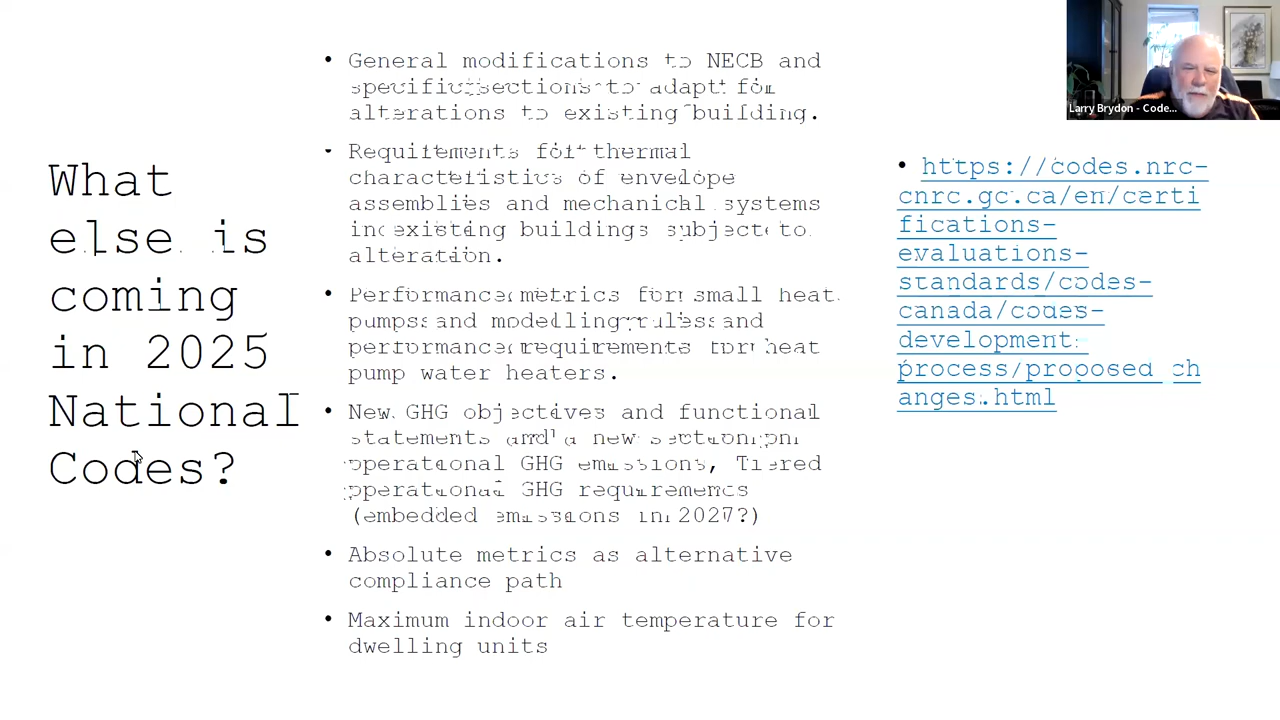 What
else is
coming
in 2025
National
Codes?
• General modifications to NECB and
specific sections to adapt for
alterations to existing building.
• Requirements for thermal
characteristics of envelope
assemblies and mechanical systems
in existing buildings subject to
alteration.
• Performance metrics for small heat
pumps and modelling rules and
performance requirements for heat
pump water heaters.
• New GHG objectives and functional
statements and a new section on
operational GHG emissions, Tiered
operational GHG requirements
(embedded emissions in 2027?)
• Absolute metrics as alternative
compliance path
• Maximum indoor air temperature for
dwelling units
• https://codes.nrc-
cnrc.gc.ca/en/certi
fications-
evaluations-
standards/codes-
canada/codes-
development-
process/proposed_ch
anges.html
Larry Brydon - Code...